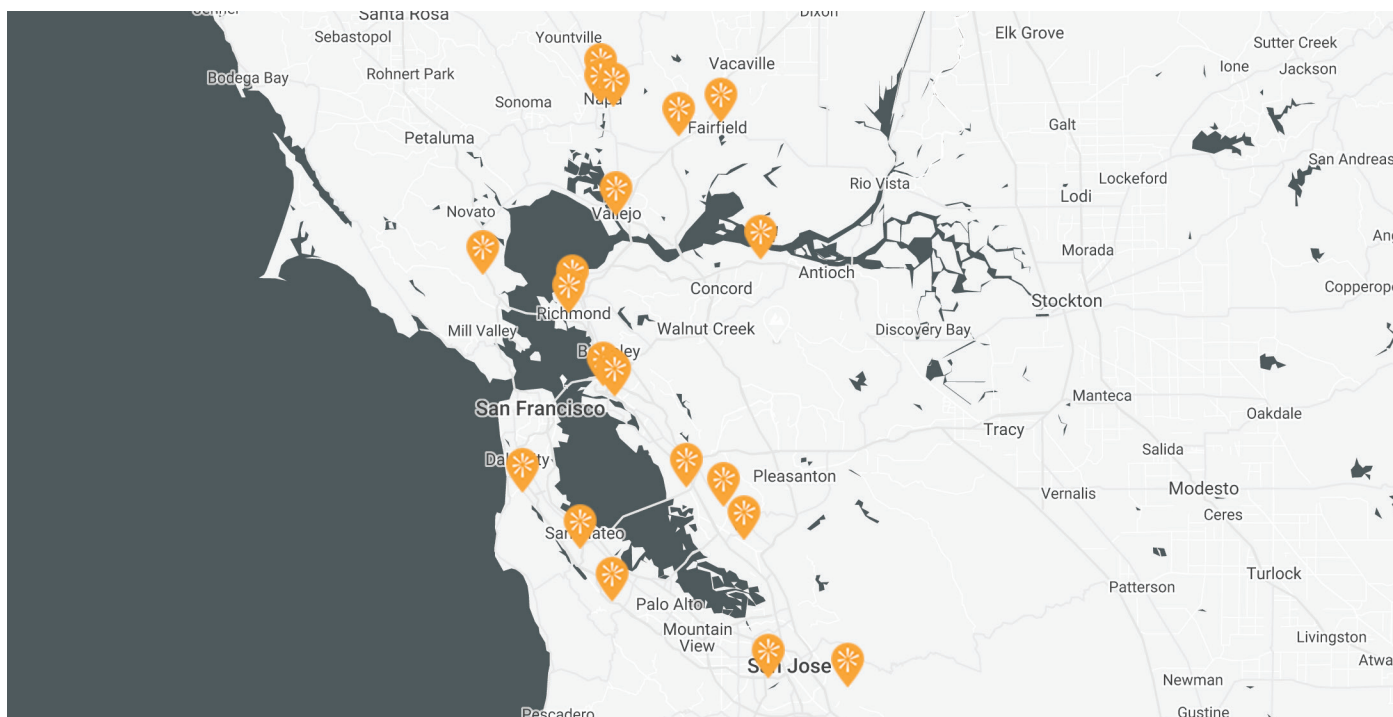 Santa Rosa
Dixon
Sebastopol
Yountville
Elk Grove
Sutter Creek
Bodega Bay
Rohnert Park
Vacaville
Ione
Jackson
Sonoma
Napa
Petaluma
Fairfield
Galt
San Andreas
Novato
Vallejo
Rio Vista
Lockeford
Lodi
Morada
Concord
Antioch
Stockton
Copperopo
Mill Valley
Richmond
Walnut Creek
Discovery Bay
San Francisco
Manteca
Oakdale
Tracy
Salida
Pleasanton
Vernalis
Modesto
Ceres
San Mateo
Palo Alto
Patterson
Turlock
Mountain
View
San Jose
Livingston
Atwa
Newman
Pescadero
Gustine